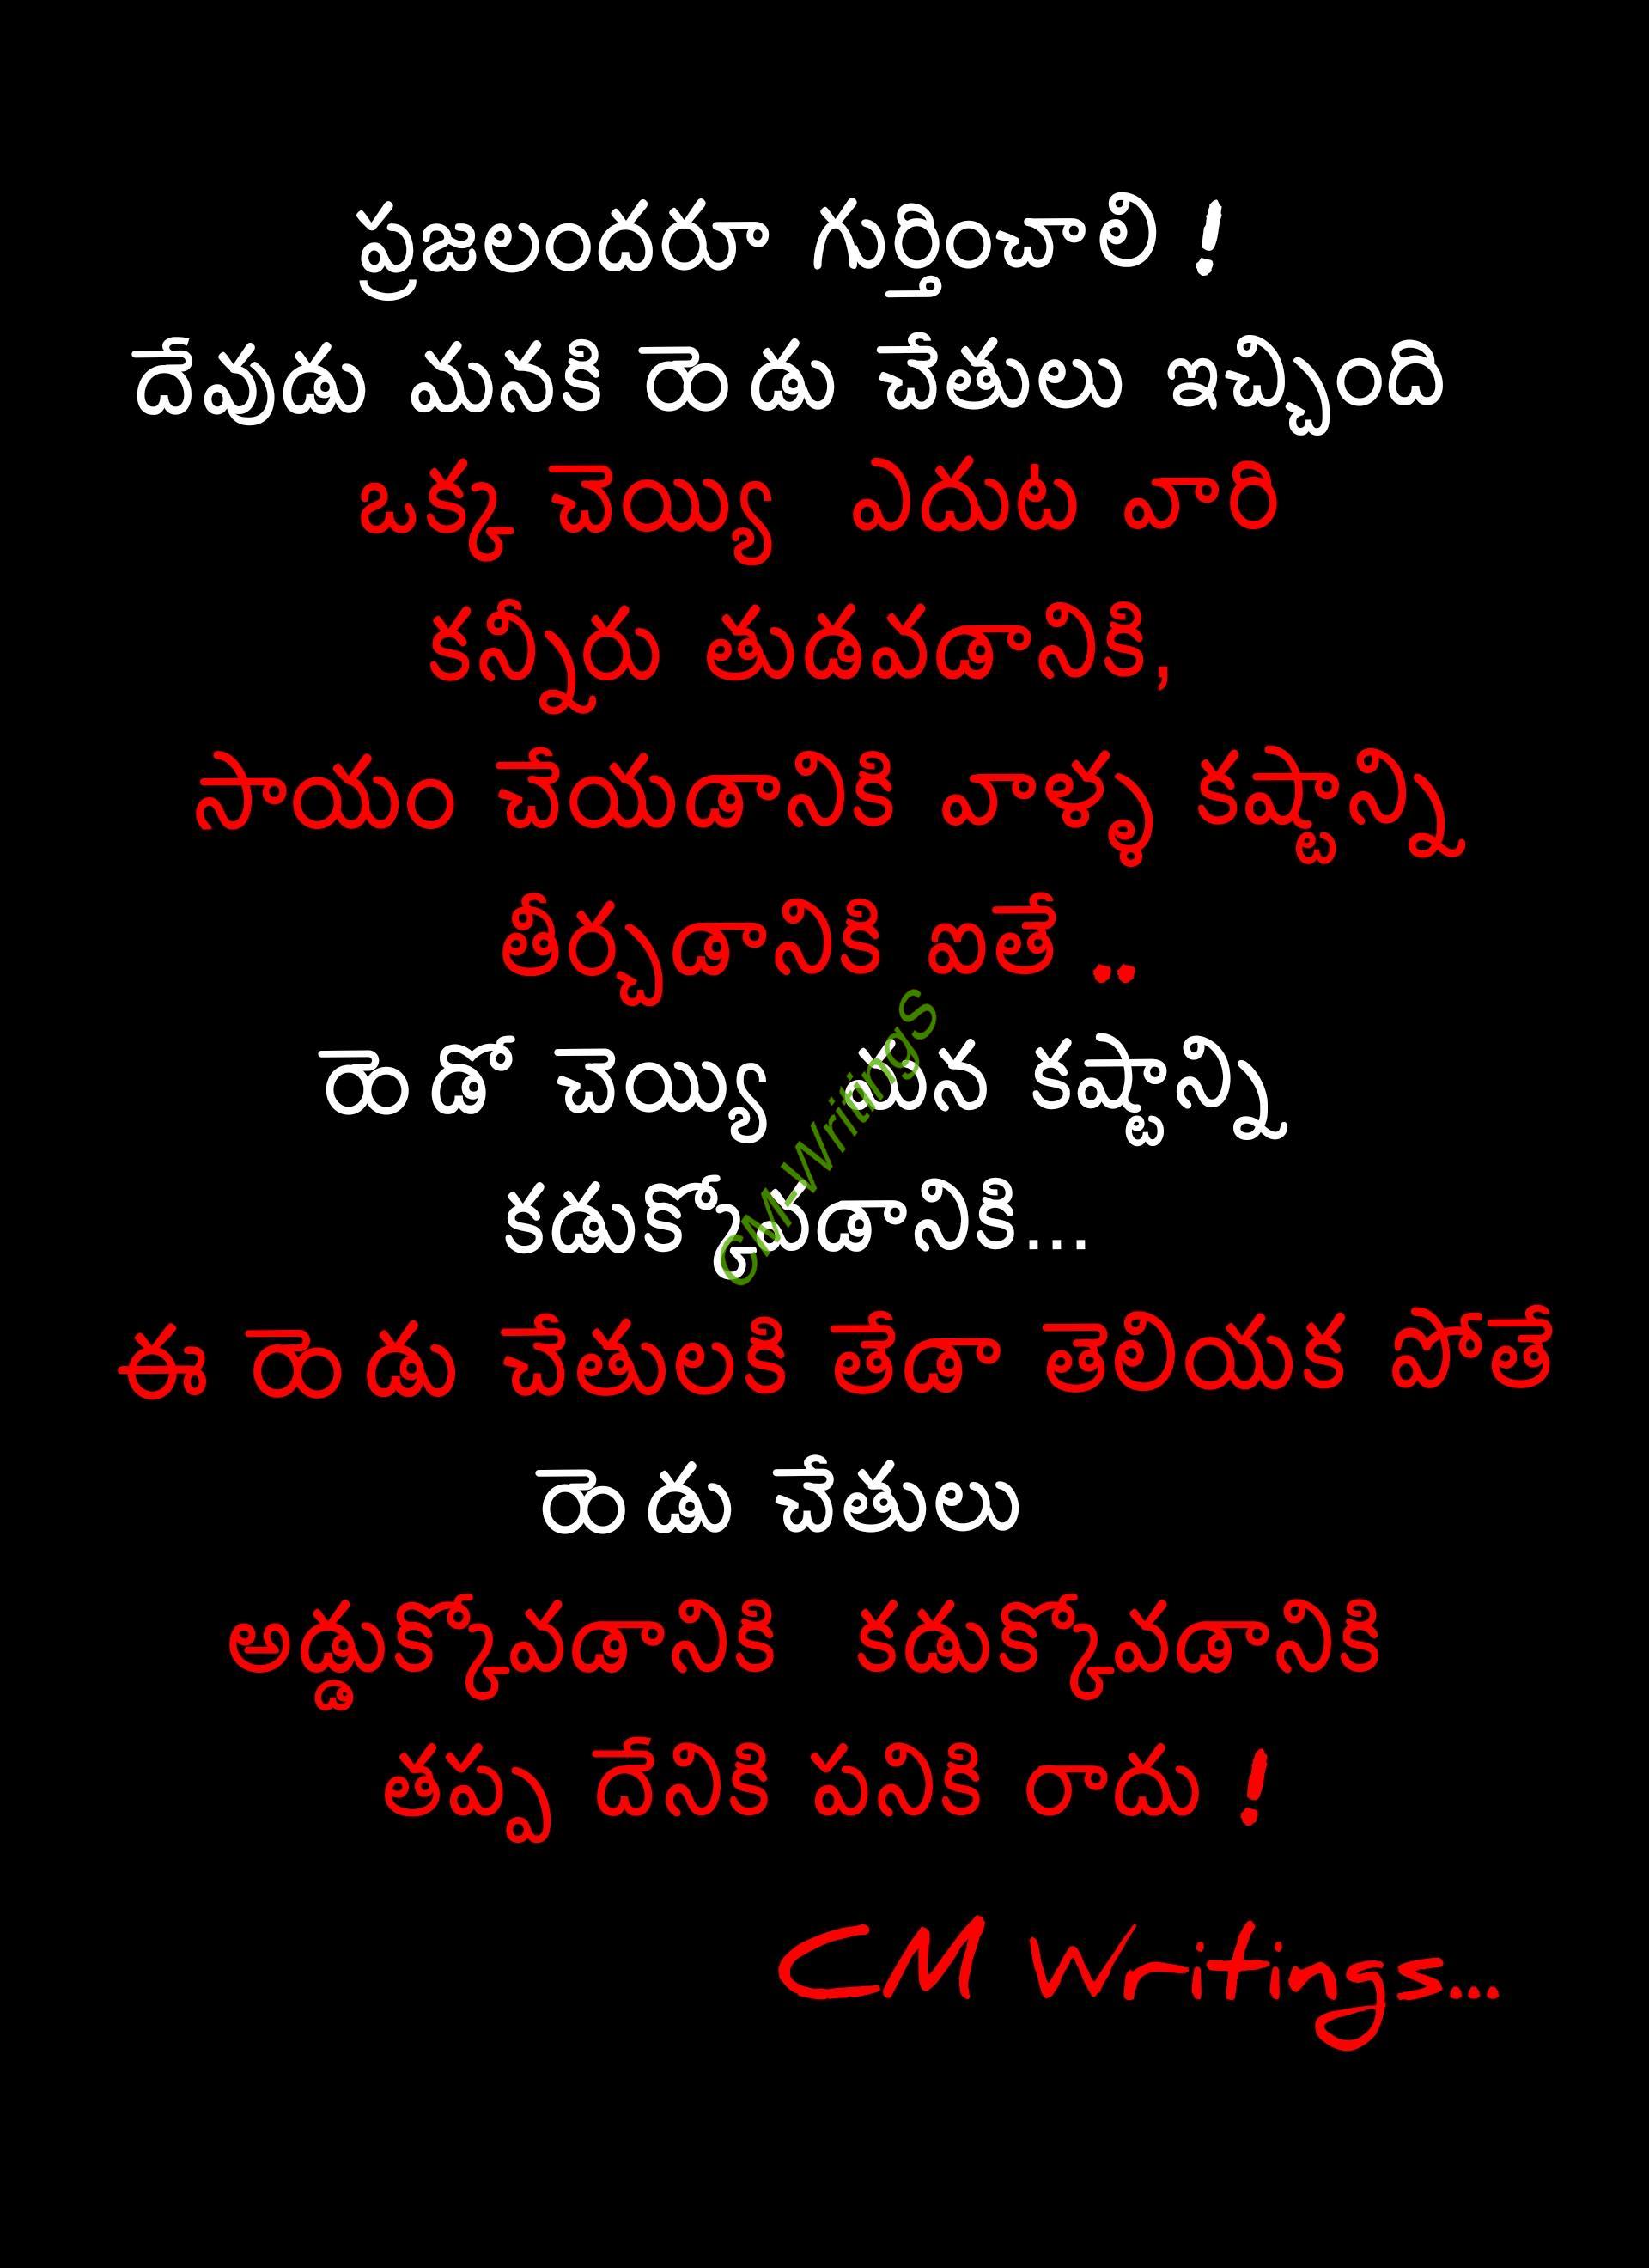 ప్రజలందరూ గుర్తించాలి !
దేవుడు మనకి రెండు చేతులు ఇచ్చింది
ఒక్క చెయ్యి ఎదుట వారి
కన్నీరు తుడవడానికి,
సాయం చేయడానికి వాళ్ళ కష్టాన్ని
తీర్చడానికి ఐతే ..
రెండో చెయ్యి మన కష్టాన్ని
కడుక్కోవడానికి...
ఈ రెండు చేతులకి తేడా తెలియక పోతే
రెండు చేతులు
అడ్డుక్కోవడానికి కడుక్కోవడానికి
తప్ప దేనికి పనికి రాదు !
CM Writings...
CM Writings